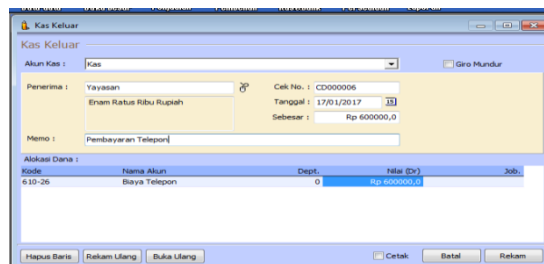 Kas Keluar
Kas Keluar
Akun Kas : Kas Giro Mundur
Penerima : Yayasan Cek No. : CD000006
Enam Ratus Ribu Rupiah Tanggal : 17/01/2017 15
Sebesar : Rp 600000,0
Memo : Pembayaran Telepon
Alokasi Dana :
Kode Nama Akun Dept. Nilai (Dr) Job.
610-26 Biaya Telepon 0 Rp 600000,0
Hapus Baris Rekam Ulang Buka Ulang Cetak Batal Rekam